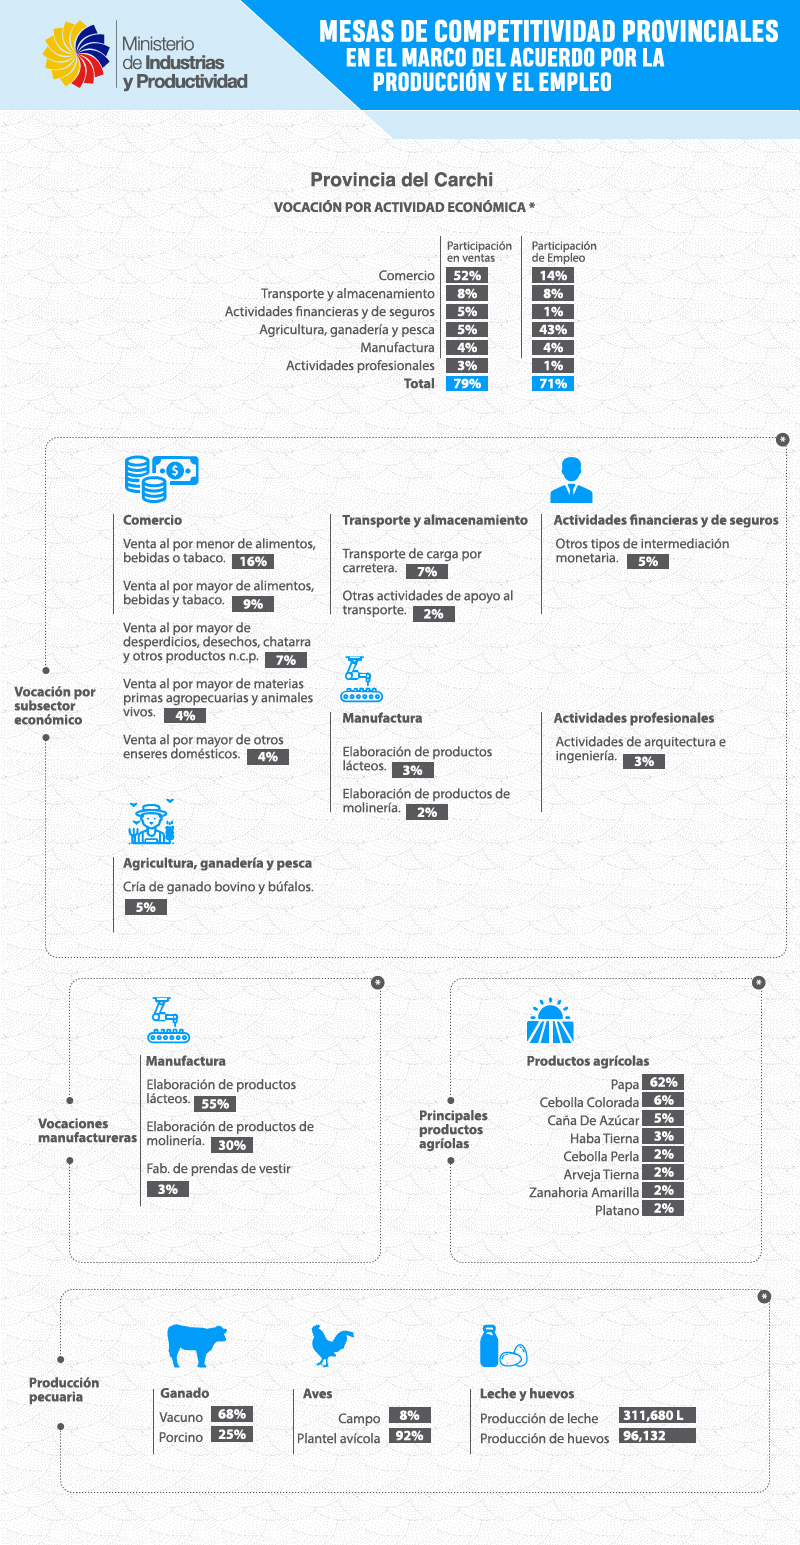 Ministerio
de Industrias
y Productividad
MESAS DE COMPETITIVIDAD PROVINCIALES
EN EL MARCO DEL ACUERDO POR LA
PRODUCCIÓN Y EL EMPLEO
Provincia del Carchi
VOCACIÓN POR ACTIVIDAD ECONÓMICA *
Participación
en ventas
Participación
de Empleo
Comercio 52% 14%
Transporte y almacenamiento 8% 8%
Actividades financieras y de seguros 5% 1%
Agricultura, ganadería y pesca 5% 43%
Manufactura 4% 4%
Actividades profesionales 3% 1%
Total 79% 71%
*
Vocación por
subsector
económico
Comercio
Venta al por menor de alimentos,
bebidas o tabaco. 16%
Venta al por mayor de alimentos,
bebidas y tabaco. 9%
Venta al por mayor de
desperdicios, desechos, chatarra
y otros productos n.c.p. 7%
Venta al por mayor de materias
primas agropecuarias y animales
vivos. 4%
Venta al por mayor de otros
enseres domésticos. 4%
Transporte y almacenamiento
Transporte de carga por
carretera. 7%
Otras actividades de apoyo al
transporte. 2%
Actividades financieras y de seguros
Otros tipos de intermediación
monetaria. 5%
Manufactura
Elaboración de productos
lácteos. 3%
Elaboración de productos de
molinería. 2%
Actividades profesionales
Actividades de arquitectura e
ingeniería. 3%
Agricultura, ganadería y pesca
Cría de ganado bovino y búfalos.
5%
*
Vocaciones
manufactureras
Manufactura
Elaboración de productos
lácteos. 55%
Elaboración de productos de
molinería. 30%
Fab. de prendas de vestir
3%
*
Principales
productos
agríolas
Productos agrícolas
Papa 62%
Cebolla Colorada 6%
Caña De Azúcar 5%
Haba Tierna 3%
Cebolla Perla 2%
Arveja Tierna 2%
Zanahoria Amarilla 2%
Platano 2%
*
Producción
pecuaria
Ganado
Vacuno 68%
Porcino 25%
Aves
Campo 8%
Plantel avícola 92%
Leche y huevos
Producción de leche 311,680 L
Producción de huevos 96,132